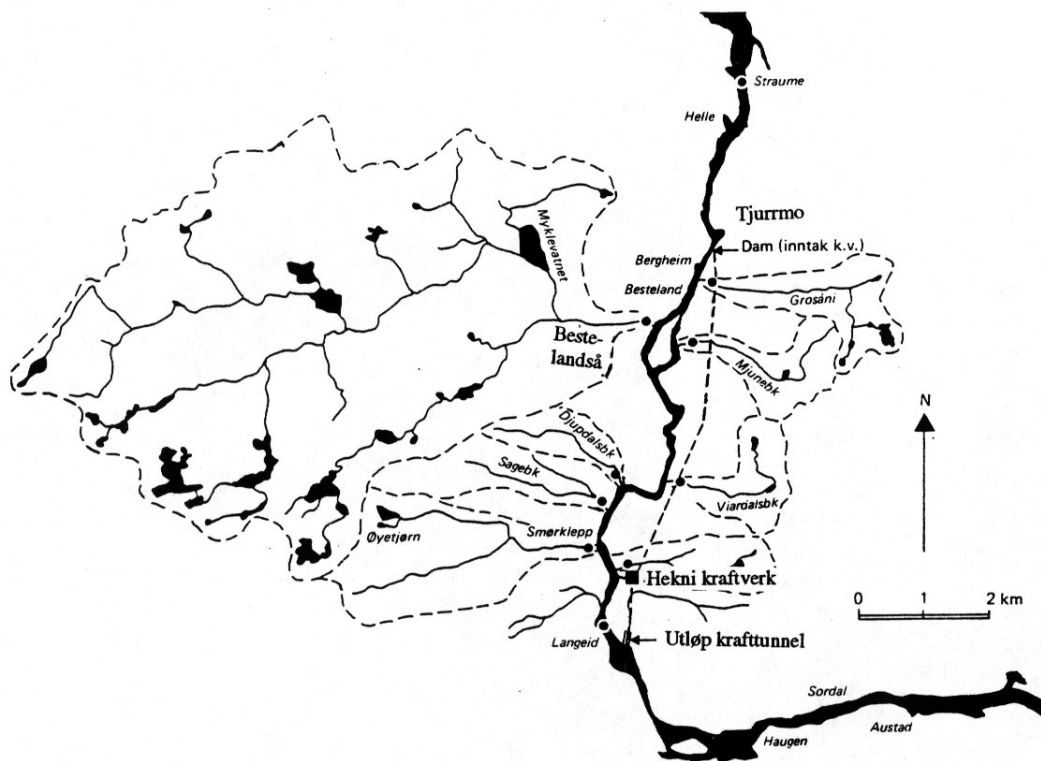 Straume
Helle
Tjurrmo
Dam (inntak k.v.)
Myklevatnet
Bergheim
Besteland
Grosåni
Beste-
landså
Mjunebk
N
Djupdalsbk
Sagebk
Viardalsbk
Øyetjørn
Smørklepp
Hekni kraftverk
0 1 2 km
Langeid
Utløp krafttunnel
Sordal
Austad
Haugen